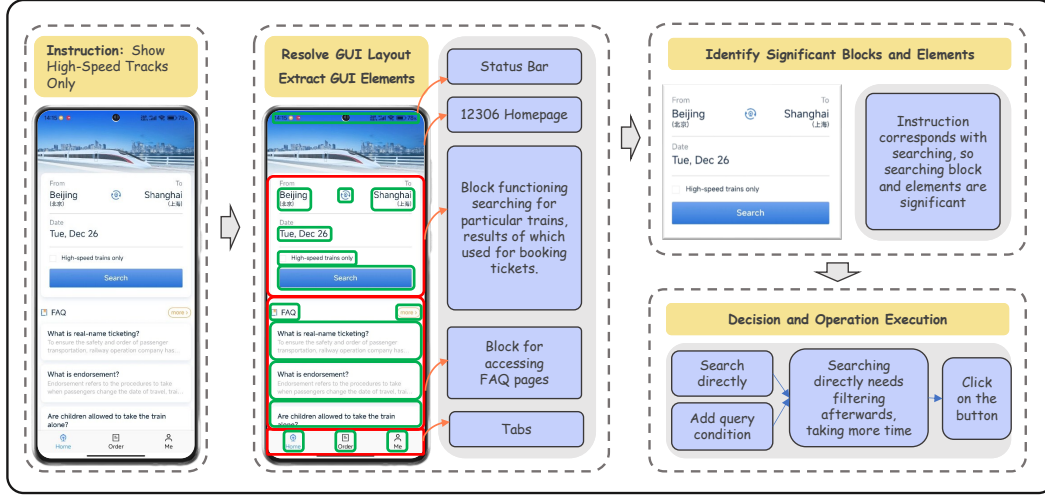 Instruction: Show
High-Speed Tracks
Only
14:15
From
To
Beijing
Shanghai
(北京)
(上海)
Date
Tue, Dec 26
High-speed trains only
Search
FAQ
more >
What is real-name ticketing?
To ensure the safety and order of passenger
transportation, railway operation company has...
What is endorsement?
Endorsement refers to the procedures to take
when passengers change the date of travel, trai...
Are children allowed to take the train
alone?
Home
Order
Me
Resolve GUI Layout
Extract GUI Elements
14:15
From
To
Beijing
Shanghai
(北京)
(上海)
Date
Tue, Dec 26
High-speed trains only
Search
FAQ
more >
What is real-name ticketing?
To ensure the safety and order of passenger
transportation, railway operation company has...
What is endorsement?
Endorsement refers to the procedures to take
when passengers change the date of travel, trai...
Are children allowed to take the train
alone?
Home
Order
Me
Status Bar
12306 Homepage
Block functioning
searching for
particular trains,
results of which
used for booking
tickets.
Block for
accessing
FAQ pages
Tabs
Identify Significant Blocks and Elements
From
To
Beijing
Shanghai
(北京)
(上海)
Date
Tue, Dec 26
High-speed trains only
Search
Instruction
corresponds with
searching, so
searching block
and elements are
significant
Decision and Operation Execution
Search
directly
Add query
condition
Searching
directly needs
filtering
afterwards,
taking more time
Click
on the
button